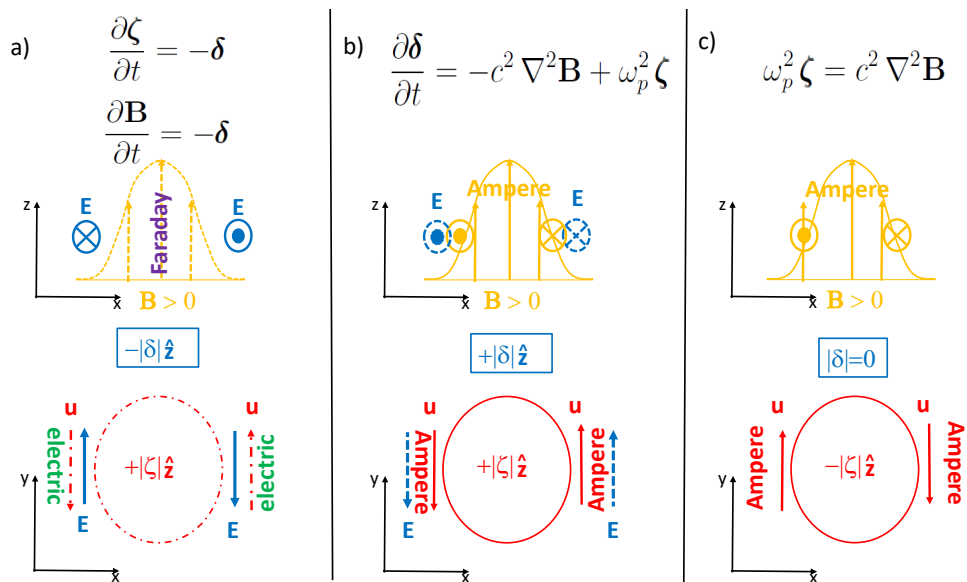 a)
∂ζ/∂t = −δ
∂B/∂t = −δ
z
E
Faraday
E
x
B > 0
−|δ|ẑ
u
electric
E
+|ζ|ẑ
u
electric
E
y
x
b)
∂δ/∂t = −c² ∇²B + ω_p² ζ
z
Ampere
E
x
B > 0
+|δ|ẑ
u
Ampere
E
+|ζ|ẑ
u
Ampere
E
y
x
c)
ω_p² ζ = c² ∇²B
z
Ampere
x
B > 0
|δ|=0
u
Ampere
−|ζ|ẑ
u
Ampere
y
x